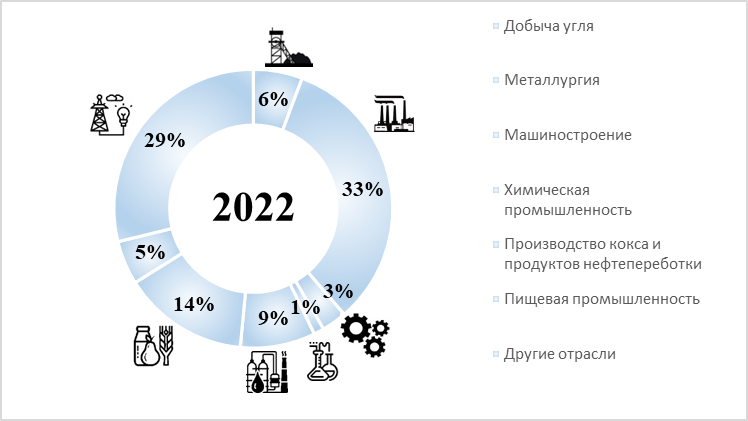 6%
29%
33%
2022
5%
3%
14%
9%
1%
Добыча угля
Металлургия
Машиностроение
Химическая
промышленность
Производство кокса и
продуктов нефтепереботки
Пищевая промышленность
Другие отрасли